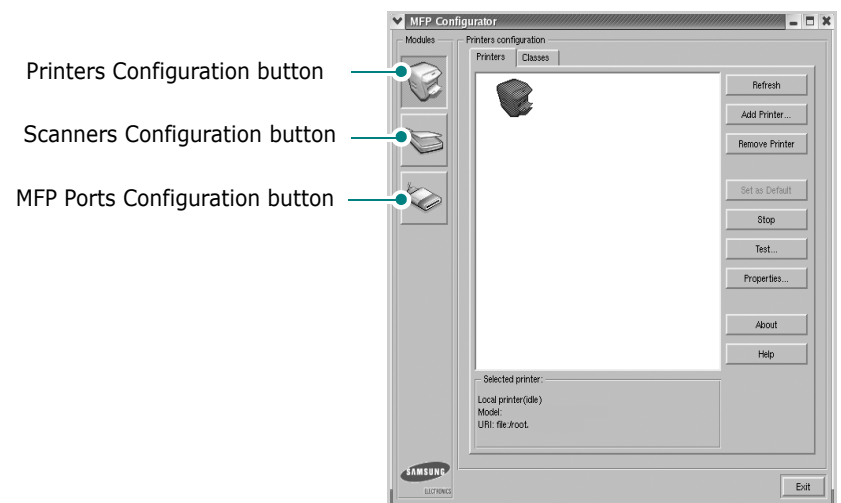 MFP Configurator
Modules
Printers configuration
Printers
Classes
Printers Configuration button
Scanners Configuration button
MFP Ports Configuration button
Refresh
Add Printer...
Remove Printer
Set as Default
Stop
Test...
Properties...
About
Help
Selected printer:
Local printer(idle)
Model:
URI: file:/root.
SAMSUNG
ELECTRONICS
Exit